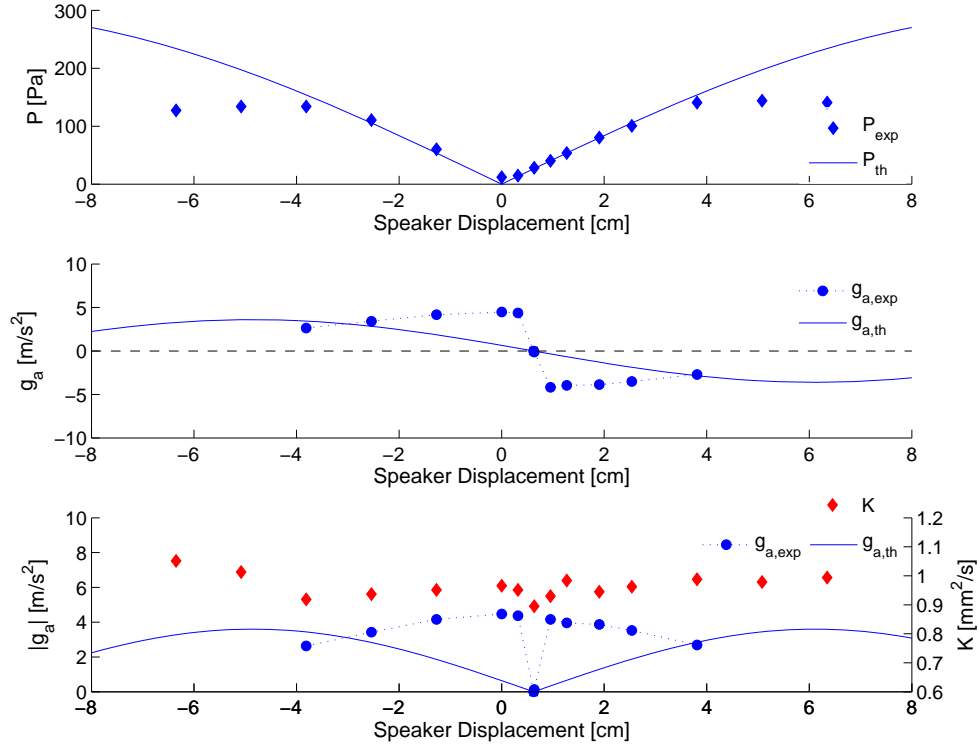 300
200
100
0
P [Pa]
P_exp
P_th
−8 −6 −4 −2 0 2 4 6 8
Speaker Displacement [cm]
10
5
0
−5
−10
g_a [m/s²]
g_a,exp
g_a,th
−8 −6 −4 −2 0 2 4 6 8
Speaker Displacement [cm]
K
10
8
6
4
2
0
|g_a| [m/s²]
g_a,exp g_a,th
1.2
1.1
1
0.9
0.8
0.7
0.6
K [mm²/s]
−8 −6 −4 −2 0 2 4 6 8
Speaker Displacement [cm]